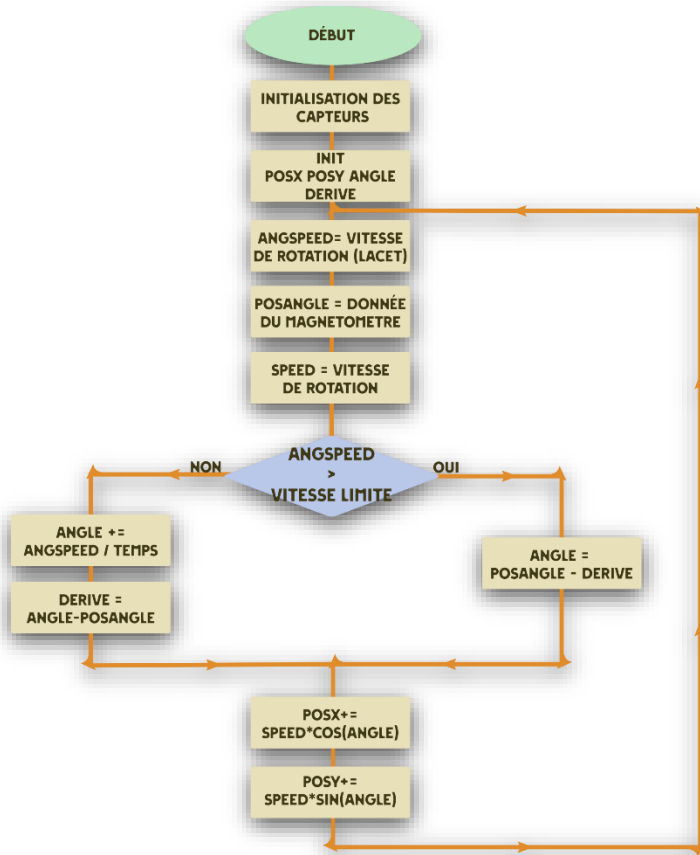 DÉBUT
INITIALISATION DES
CAPTEURS
INIT
POSX POSY ANGLE
DERIVE
ANGSPEED= VITESSE
DE ROTATION (LACET)
POSANGLE = DONNÉE
DU MAGNETOMETRE
SPEED = VITESSE
DE ROTATION
ANGSPEED
>
VITESSE LIMITE
NON
OUI
ANGLE +=
ANGSPEED / TEMPS
DERIVE =
ANGLE-POSANGLE
ANGLE =
POSANGLE - DERIVE
POSX+=
SPEED*COS(ANGLE)
POSY+=
SPEED*SIN(ANGLE)